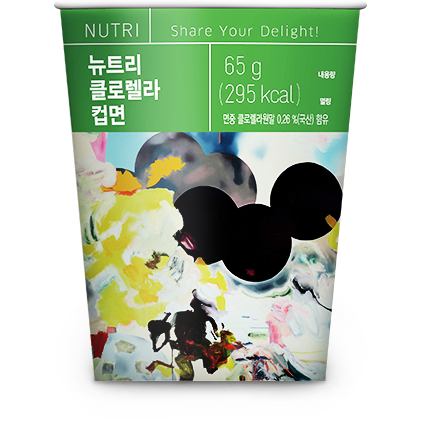 NUTRI Share Your Delight!
뉴트리
클로렐라
컵면
65 g 내용량
(295 kcal) 열량
면중 클로렐라원말 0.26 %(국산) 함유